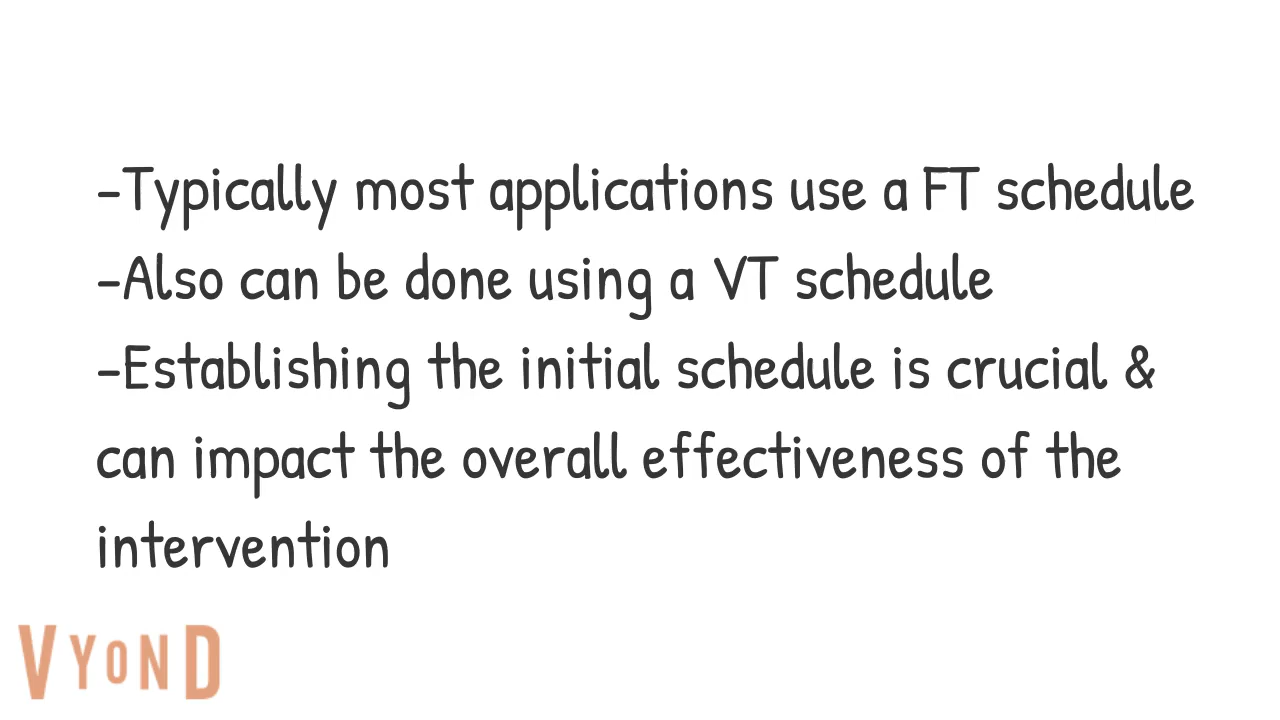 -Typically most applications use a FT schedule
-Also can be done using a VT schedule
-Establishing the initial schedule is crucial &
can impact the overall effectiveness of the
intervention
VYOND